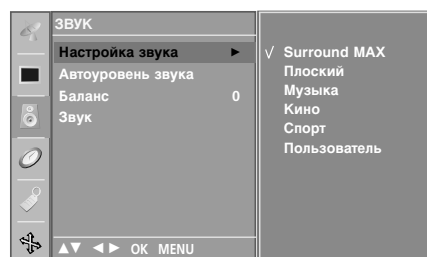 ЗВУК
Настройка звука ►
Автоуровень звука
Баланс 0
Звук
▲▼ ◄► OK MENU
√ Surround MAX
Плоский
Музыка
Кино
Спорт
Пользователь